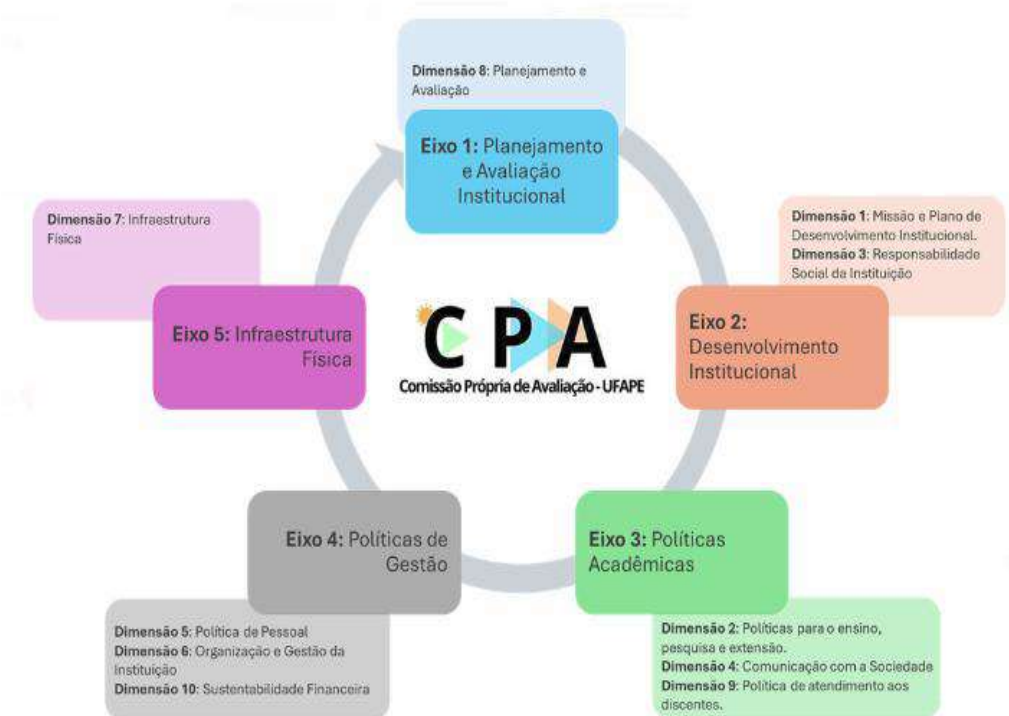 Dimensão 8: Planejamento e
Avaliação
Eixo 1: Planejamento
e Avaliação
Institucional
Dimensão 7: Infraestrutura
Física
Eixo 5: Infraestrutura
Física
Dimensão 1: Missão e Plano de
Desenvolvimento Institucional.
Dimensão 3: Responsabilidade
Social da Instituição
Eixo 2:
Desenvolvimento
Institucional
CPA
Comissão Própria de Avaliação - UFAPE
Eixo 4: Políticas de
Gestão
Dimensão 5: Política de Pessoal
Dimensão 6: Organização e Gestão da
Instituição
Dimensão 10: Sustentabilidade Financeira
Eixo 3: Políticas
Acadêmicas
Dimensão 2: Políticas para o ensino,
pesquisa e extensão.
Dimensão 4: Comunicação com a Sociedade
Dimensão 9: Política de atendimento aos
discentes.